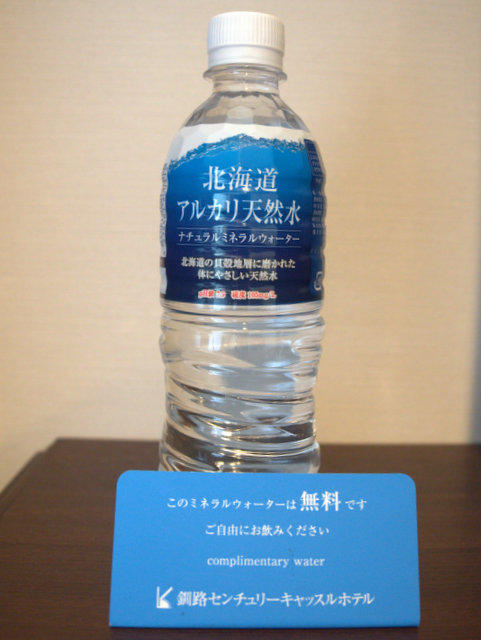 北海道
アルカリ天然水
ナチュラルミネラルウォーター
北海道の貝殻地層に磨かれた
体にやさしい天然水
このミネラルウォーターは無料です
ご自由にお飲みください
complimentary water
釧路センチュリーキャッスルホテル